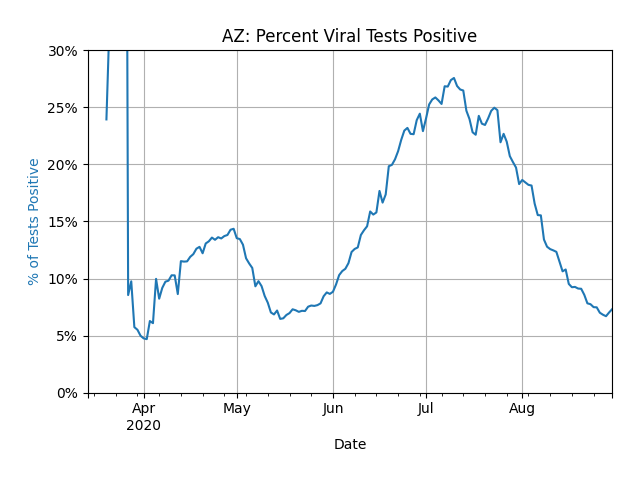 AZ: Percent Viral Tests Positive
30%
25%
20%
15%
10%
5%
0%
% of Tests Positive
Apr May Jun Jul Aug
2020
Date